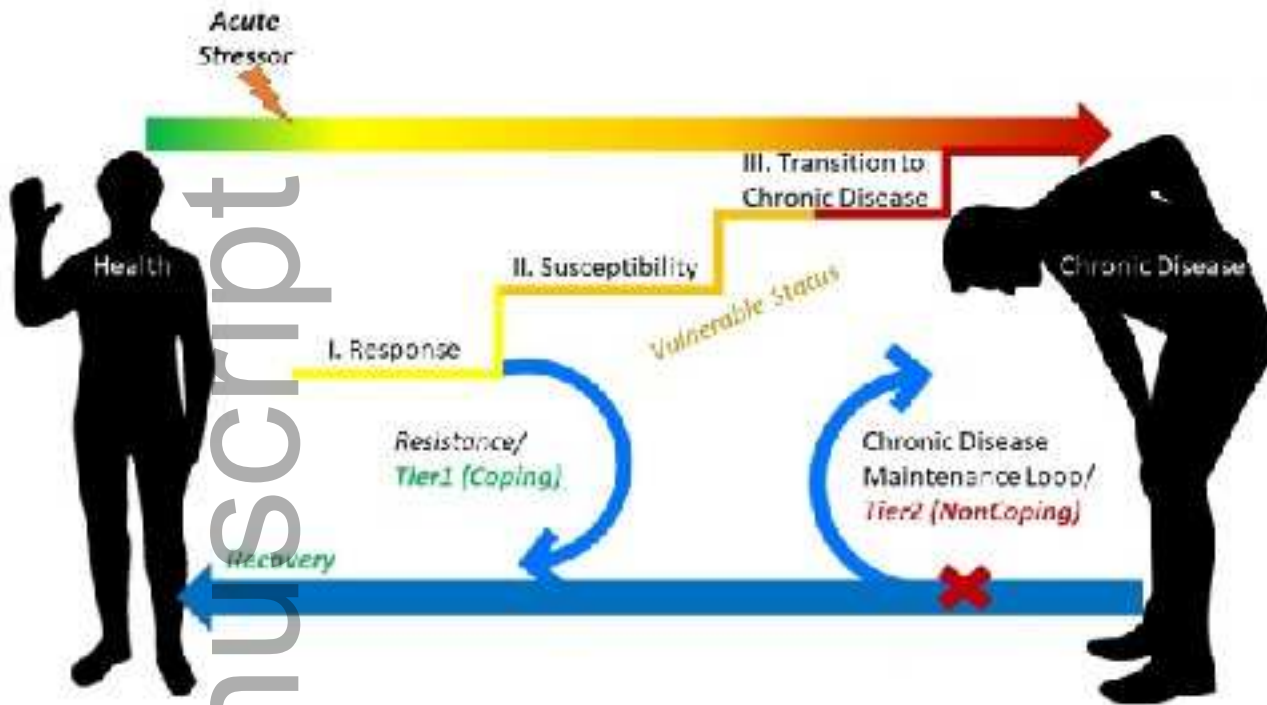 Acute
Stressor
III. Transition to
Chronic Disease
Health
II. Susceptibility
Chronic Disease
Vulnerable Status
I. Response
Resistance/
Tier1 (Coping)
Chronic Disease
Maintenance Loop/
Tier2 (NonCoping)
Recovery
nuscript